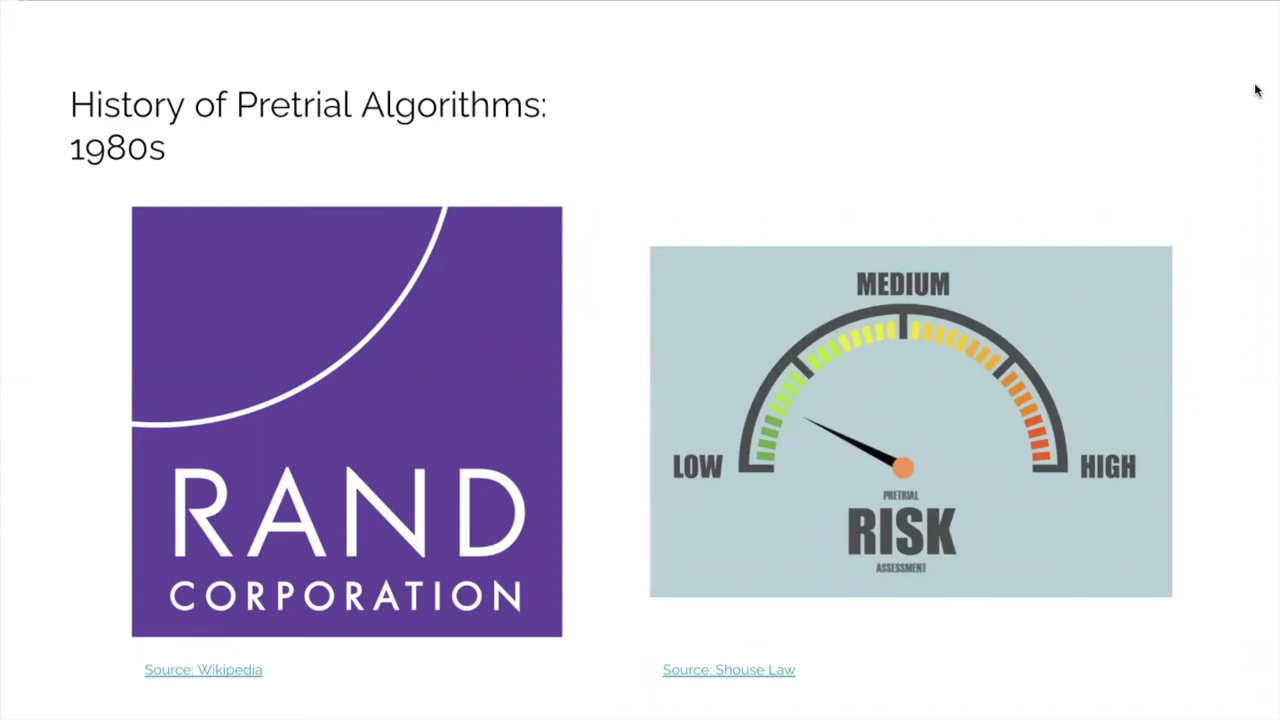 History of Pretrial Algorithms:
1980s
RAND
CORPORATION
MEDIUM
LOW
HIGH
PRETRIAL
RISK
ASSESSMENT
Source: Wikipedia
Source: Shouse Law